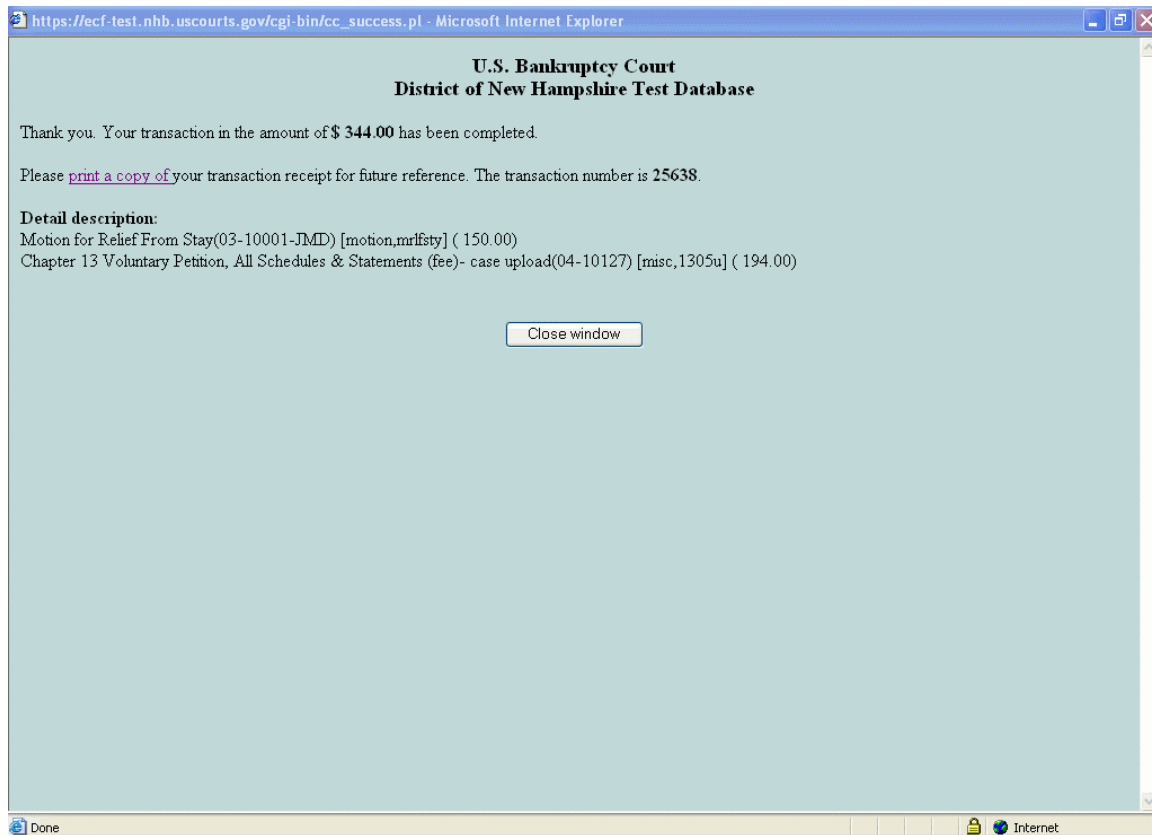 https://ecf-test.nhb.uscourts.gov/cgi-bin/cc_success.pl - Microsoft Internet Explorer
U.S. Bankruptcy Court
District of New Hampshire Test Database
Thank you. Your transaction in the amount of $ 344.00 has been completed.
Please print a copy of your transaction receipt for future reference. The transaction number is 25638.
Detail description:
Motion for Relief From Stay(03-10001-JMD) [motion,mrlfsty] ( 150.00)
Chapter 13 Voluntary Petition, All Schedules & Statements (fee)- case upload(04-10127) [misc,1305u] ( 194.00)
Close window
Done
Internet